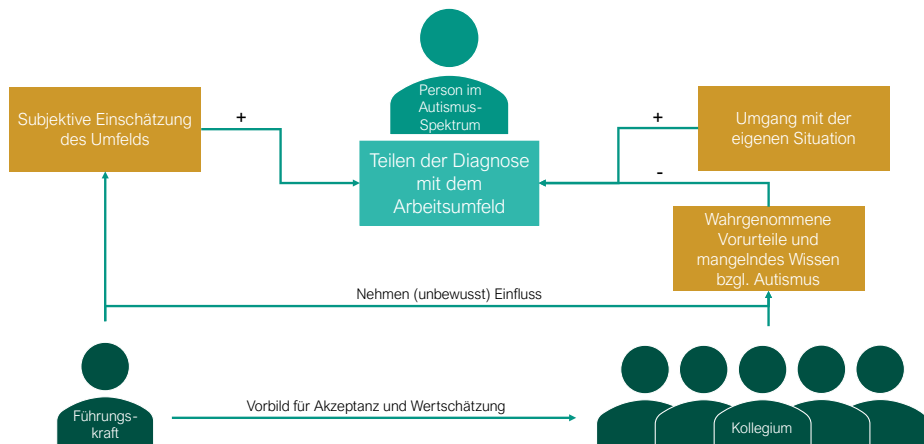 Person im
Autismus-
Spektrum
Subjektive Einschätzung
des Umfelds
+
+
Umgang mit der
eigenen Situation
Teilen der Diagnose
mit dem
Arbeitsumfeld
-
Wahrgenommene
Vorurteile und
mangelndes Wissen
bzgl. Autismus
Nehmen (unbewusst) Einfluss
Führungs-
kraft
Vorbild für Akzeptanz und Wertschätzung
Kollegium